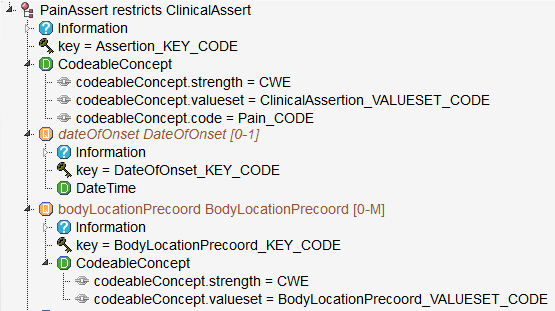 PainAssert restricts ClinicalAssert
Information
key = Assertion_KEY_CODE
CodeableConcept
codeableConcept.strength = CWE
codeableConcept.valueset = ClinicalAssertion_VALUESET_CODE
codeableConcept.code = Pain_CODE
dateOfOnset DateOfOnset [0-1]
Information
key = DateOfOnset_KEY_CODE
DateTime
bodyLocationPrecoord BodyLocationPrecoord [0-M]
Information
key = BodyLocationPrecoord_KEY_CODE
CodeableConcept
codeableConcept.strength = CWE
codeableConcept.valueset = BodyLocationPrecoord_VALUESET_CODE